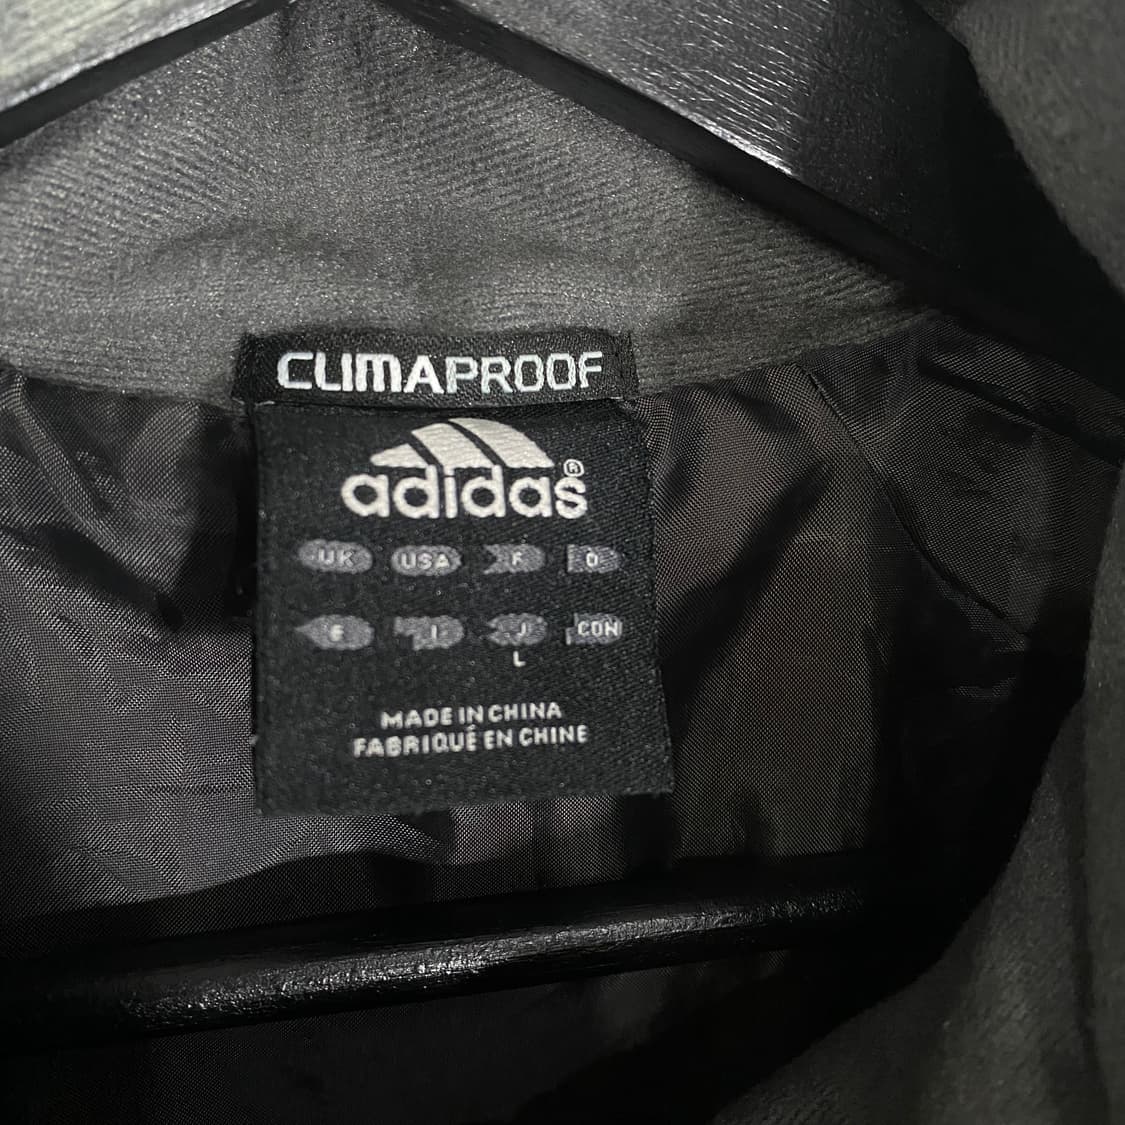 CLIMAPROOF
adidas®
UK USA F D
E I J CDN
L
MADE IN CHINA
FABRIQUÉ EN CHINE